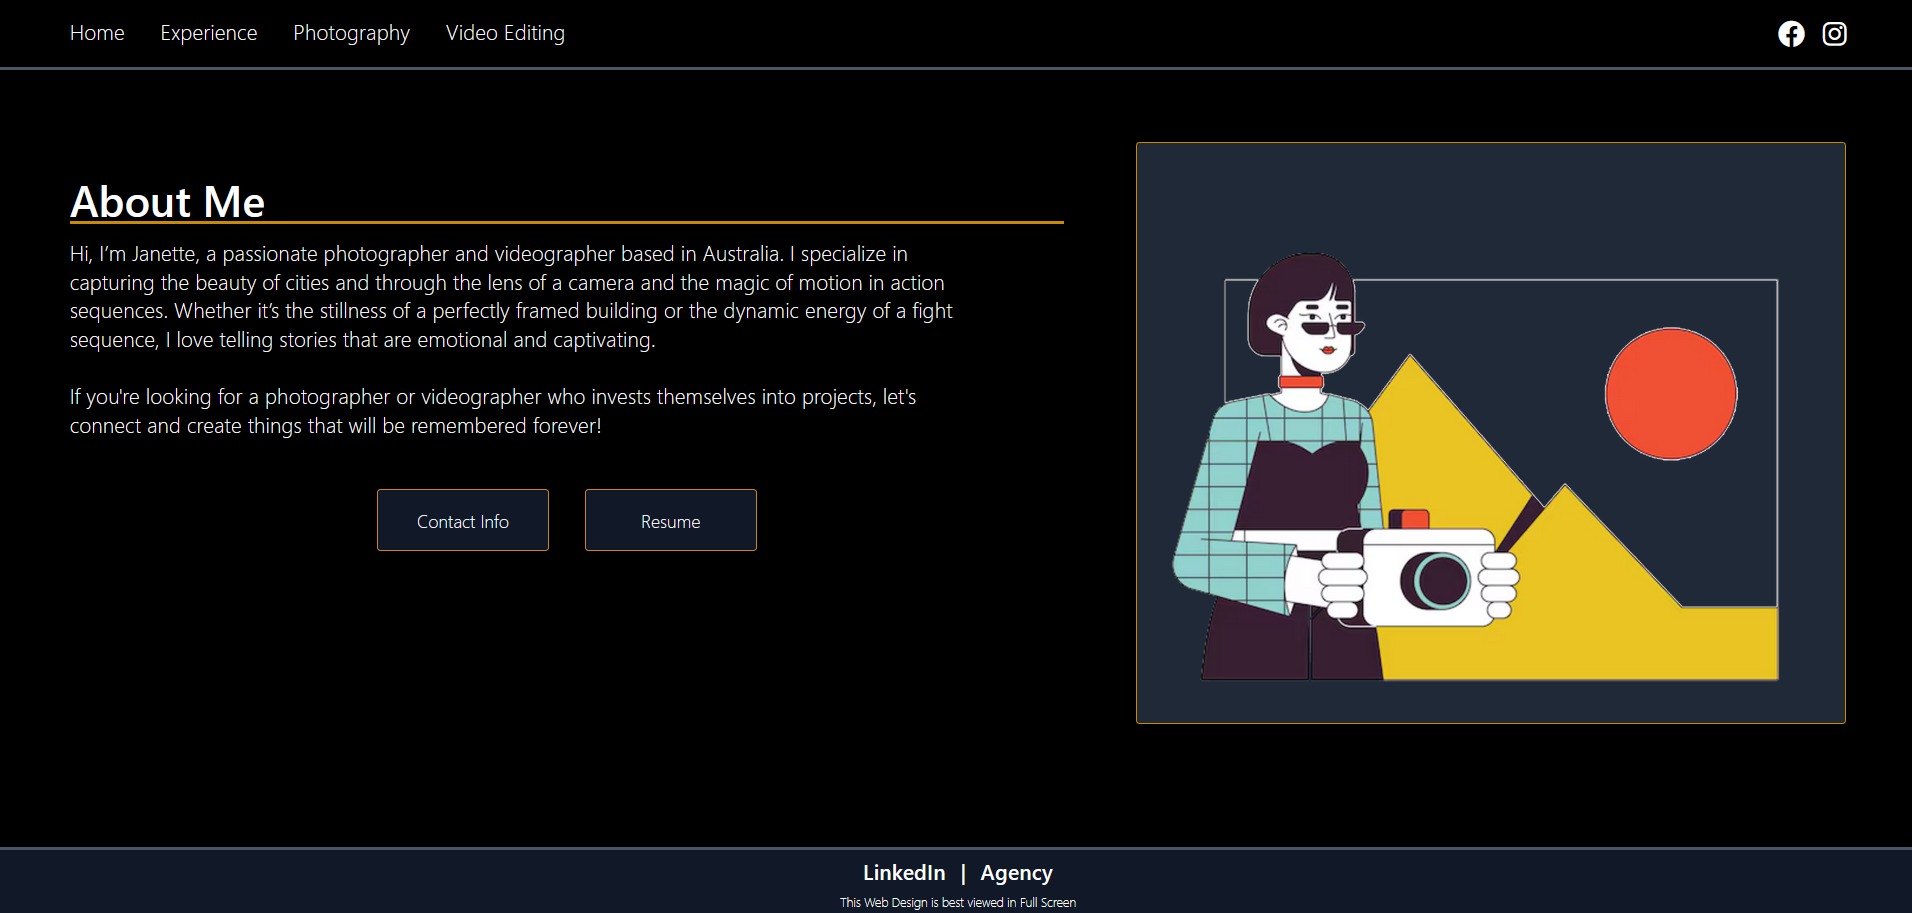 Home Experience Photography Video Editing
About Me
Hi, I’m Janette, a passionate photographer and videographer based in Australia. I specialize in
capturing the beauty of cities and through the lens of a camera and the magic of motion in action
sequences. Whether it’s the stillness of a perfectly framed building or the dynamic energy of a fight
sequence, I love telling stories that are emotional and captivating.
If you're looking for a photographer or videographer who invests themselves into projects, let's
connect and create things that will be remembered forever!
Contact Info Resume
LinkedIn | Agency
This Web Design is best viewed in Full Screen